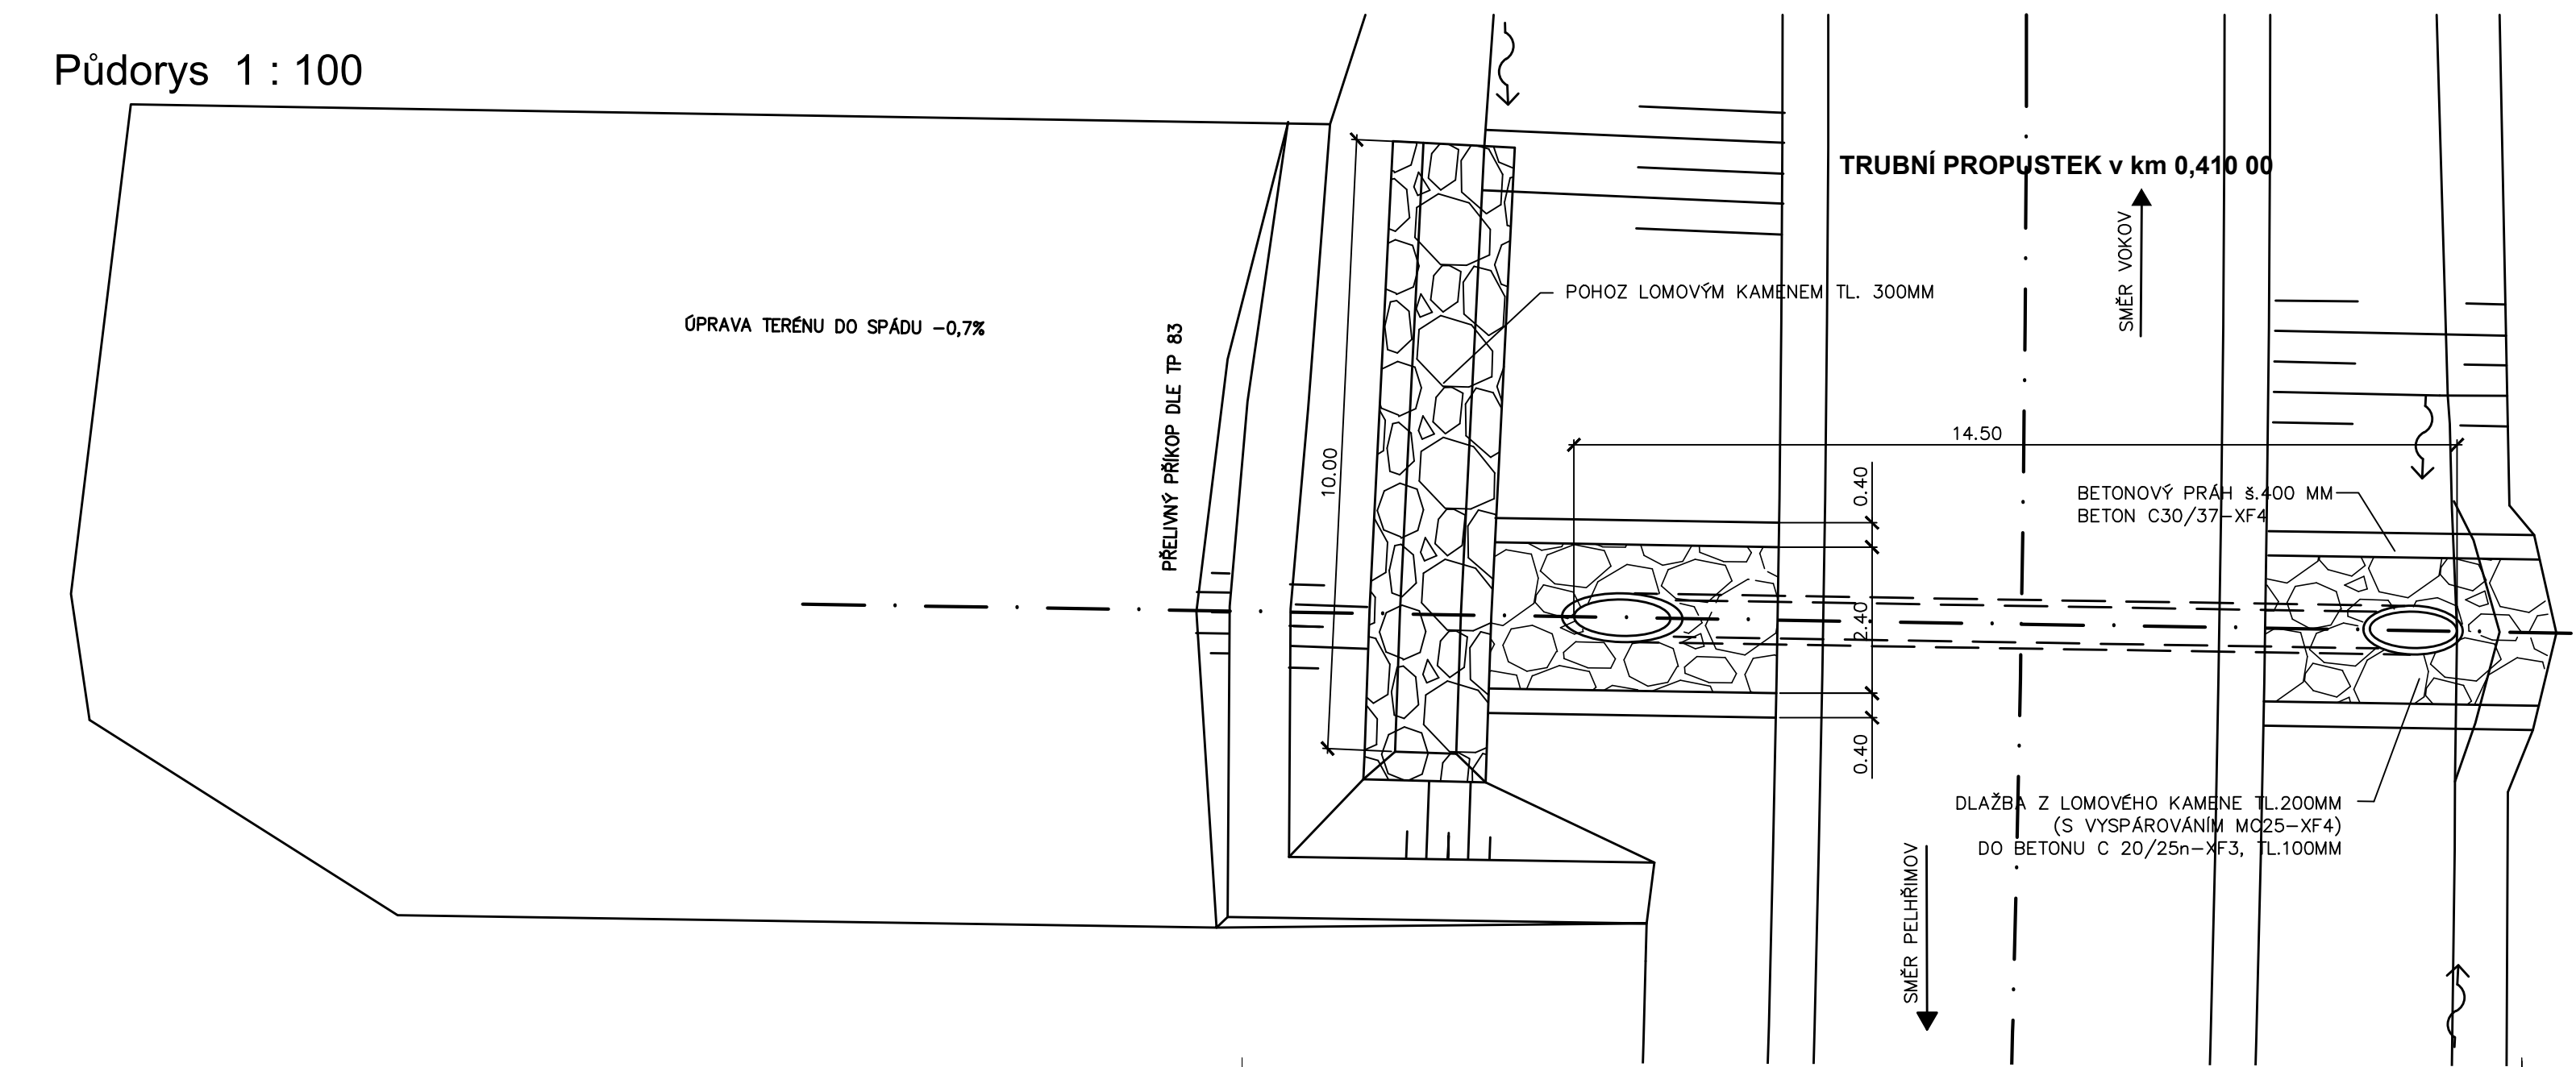 Půdorys 1 : 100
TRUBNÍ PROPUSTEK v km 0,410 00
SMĚR VOKOV
POHOZ LOMOVÝM KAMENEM TL. 300MM
ÚPRAVA TERÉNU DO SPÁDU -0,7%
PŘELIVNÝ PŘÍKOP DLE TP 83
10.00
14.50
0.40
2.40
0.40
BETONOVÝ PRÁH š.400 MM
BETON C30/37-XF4
DLAŽBA Z LOMOVÉHO KAMENE TL.200MM
(S VYSPÁROVÁNÍM MC25-XF4)
DO BETONU C 20/25n-XF3, TL.100MM
SMĚR PELHŘIMOV